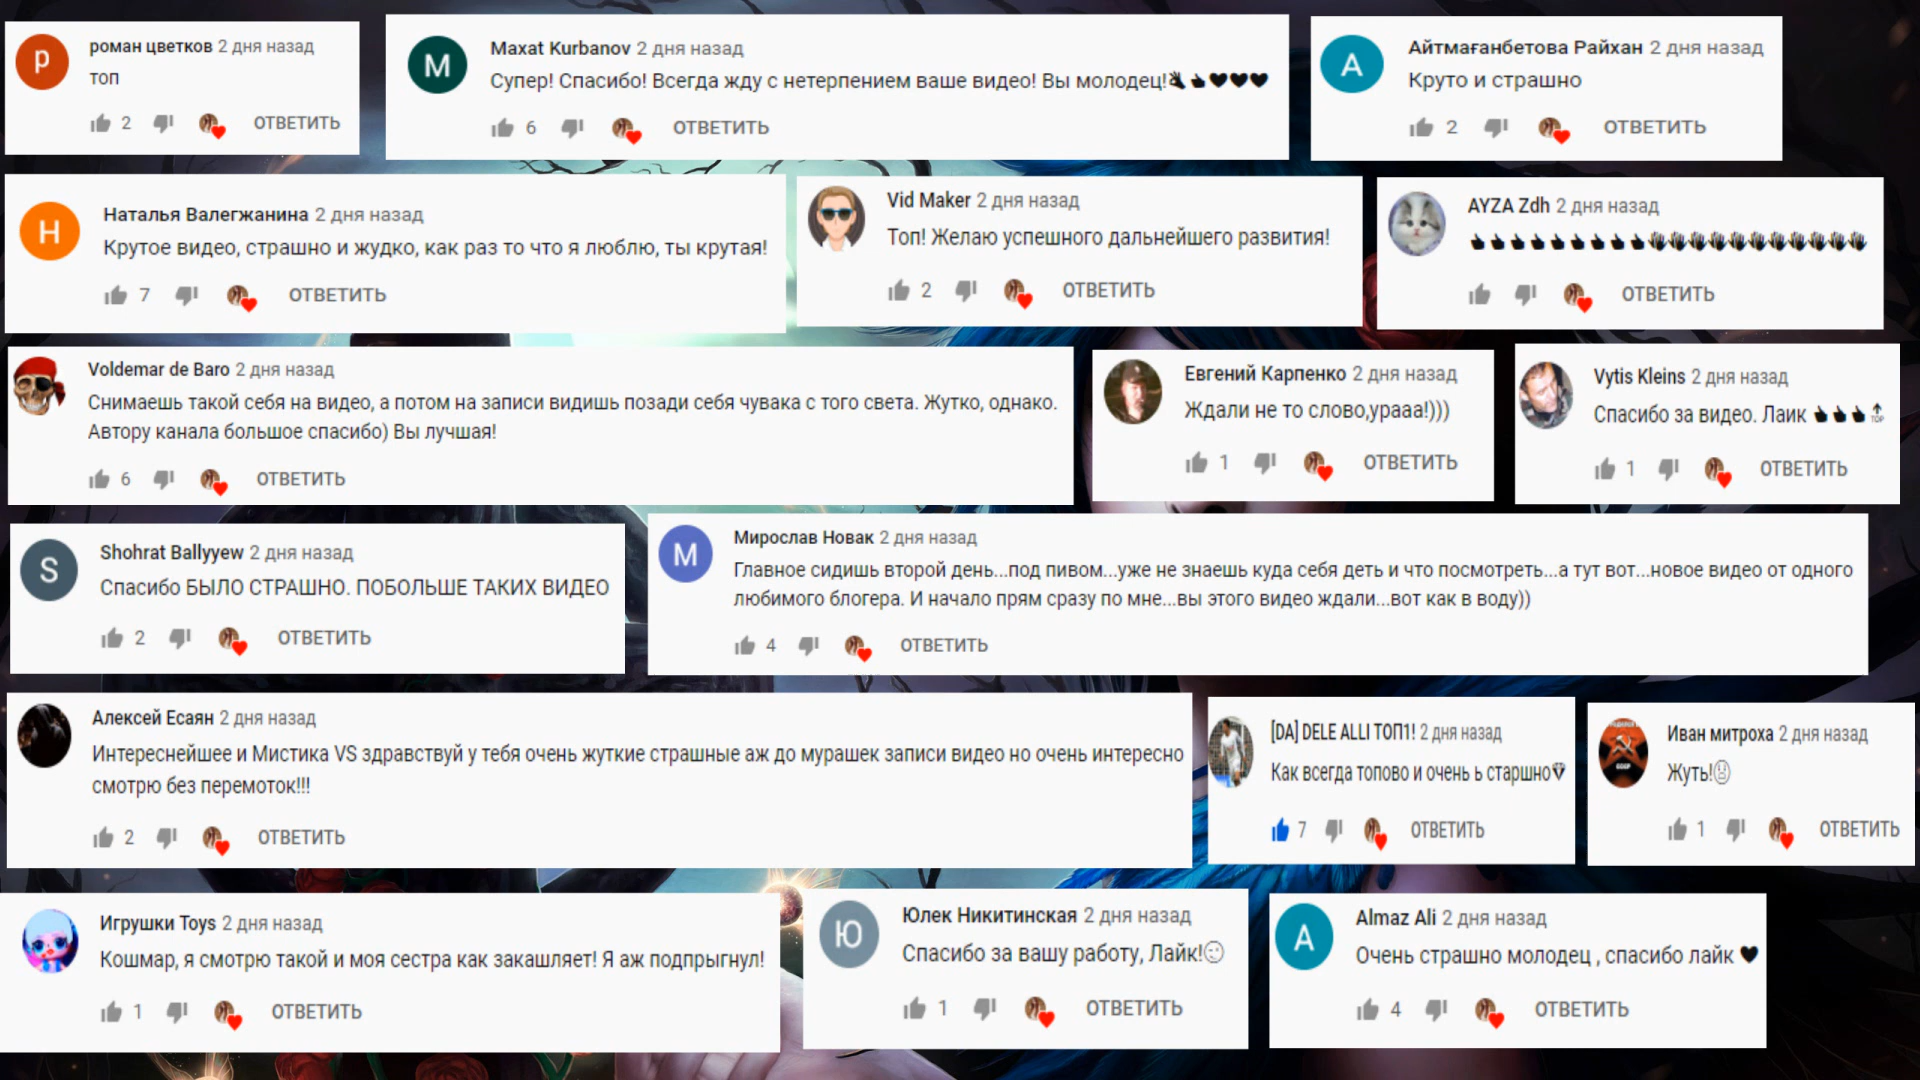 р
роман цветков 2 дня назад
топ
2 ОТВЕТИТЬ
M
Maxat Kurbanov 2 дня назад
Супер! Спасибо! Всегда жду с нетерпением ваше видео! Вы молодец!👏👍🖤🖤🖤
6 ОТВЕТИТЬ
А
Айтмағанбетова Райхан 2 дня назад
Круто и страшно
2 ОТВЕТИТЬ
Н
Наталья Валегжанина 2 дня назад
Крутое видео, страшно и жудко, как раз то что я люблю, ты крутая!
7 ОТВЕТИТЬ
Vid Maker 2 дня назад
Топ! Желаю успешного дальнейшего развития!
2 ОТВЕТИТЬ
AYZA Zdh 2 дня назад
👍👍👍👍👍👍👍👍👍👋👋👋👋👋👋👋👋👋👋👋
ОТВЕТИТЬ
Voldemar de Baro 2 дня назад
Снимаешь такой себя на видео, а потом на записи видишь позади себя чувака с того света. Жутко, однако.
Автору канала большое спасибо) Вы лучшая!
6 ОТВЕТИТЬ
Евгений Карпенко 2 дня назад
Ждали не то слово,урааа!)))
1 ОТВЕТИТЬ
Vytis Kleins 2 дня назад
Спасибо за видео. Лаик 👍👍👍🔝
1 ОТВЕТИТЬ
S
Shohrat Ballyyew 2 дня назад
Спасибо БЫЛО СТРАШНО. ПОБОЛЬШЕ ТАКИХ ВИДЕО
2 ОТВЕТИТЬ
М
Мирослав Новак 2 дня назад
Главное сидишь второй день...под пивом...уже не знаешь куда себя деть и что посмотреть...а тут вот...новое видео от одного
любимого блогера. И начало прям сразу по мне...вы этого видео ждали...вот как в воду))
4 ОТВЕТИТЬ
Алексей Есаян 2 дня назад
Интереснейшее и Мистика VS здравствуй у тебя очень жуткие страшные аж до мурашек записи видео но очень интересно
смотрю без перемоток!!!
2 ОТВЕТИТЬ
[DA] DELE ALLI ТОП1! 2 дня назад
Как всегда топово и очень ь старшно💎
7 ОТВЕТИТЬ
СССР
Иван митроха 2 дня назад
Жуть!😨
1 ОТВЕТИТЬ
Игрушки Toys 2 дня назад
Кошмар, я смотрю такой и моя сестра как закашляет! Я аж подпрыгнул!
1 ОТВЕТИТЬ
Ю
Юлек Никитинская 2 дня назад
Спасибо за вашу работу, Лайк!😉
1 ОТВЕТИТЬ
A
Almaz Ali 2 дня назад
Очень страшно молодец , спасибо лайк 🖤
4 ОТВЕТИТЬ